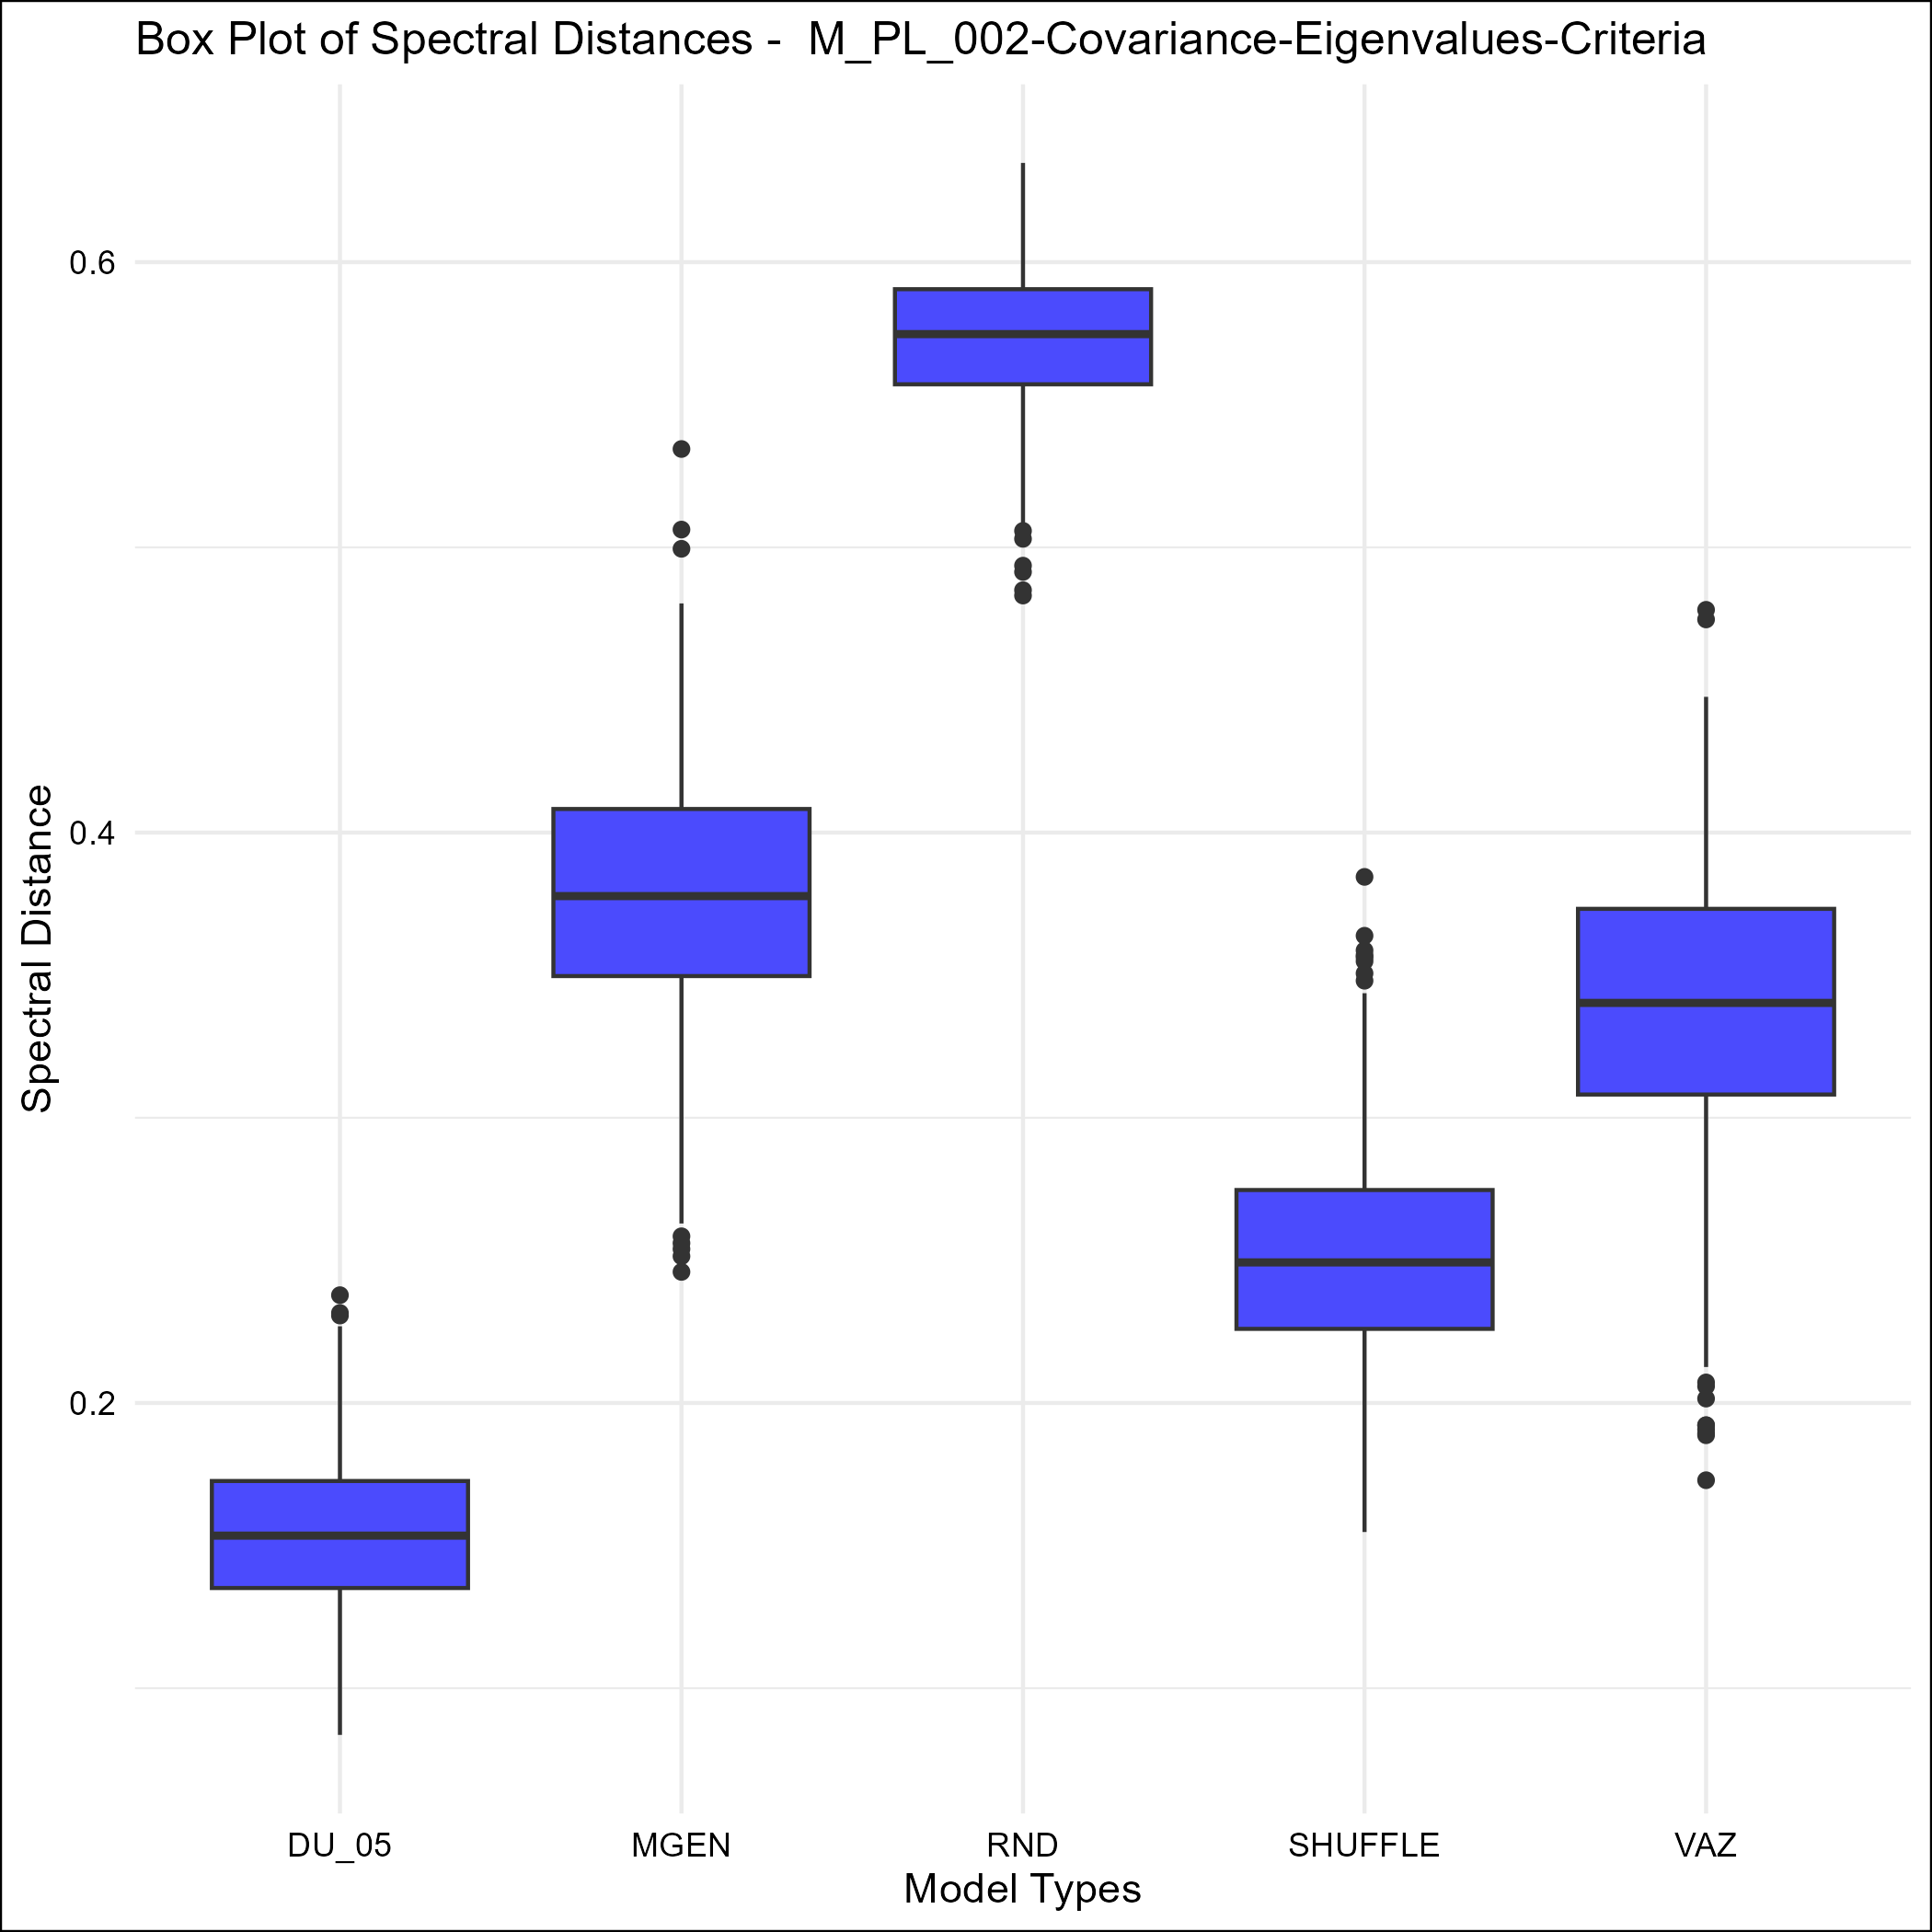 Box Plot of Spectral Distances -  M_PL_002-Covariance-Eigenvalues-Criteria
Spectral Distance
0.6
0.4
0.2
DU_05 MGEN RND SHUFFLE VAZ
Model Types